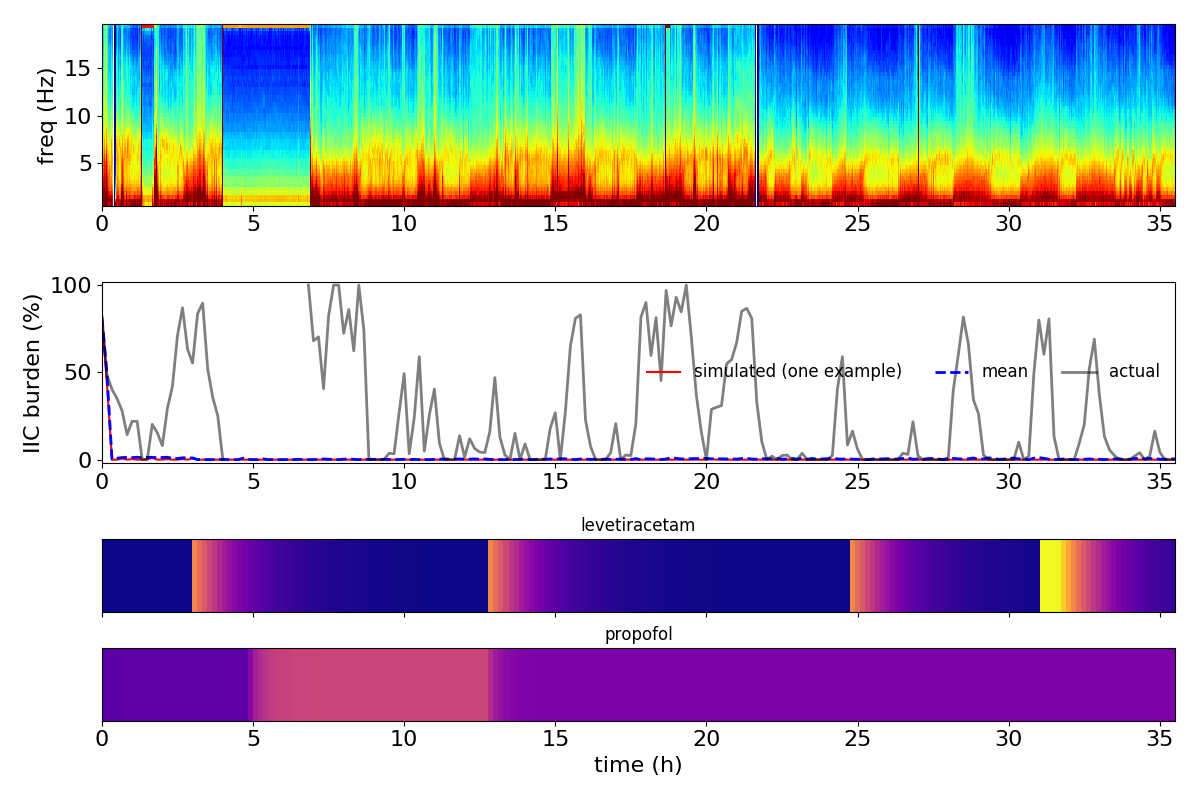 freq (Hz)
15
10
5
0 5 10 15 20 25 30 35
IIC burden (%)
100
50
0
simulated (one example) mean actual
0 5 10 15 20 25 30 35
levetiracetam
propofol
0 5 10 15 20 25 30 35
time (h)